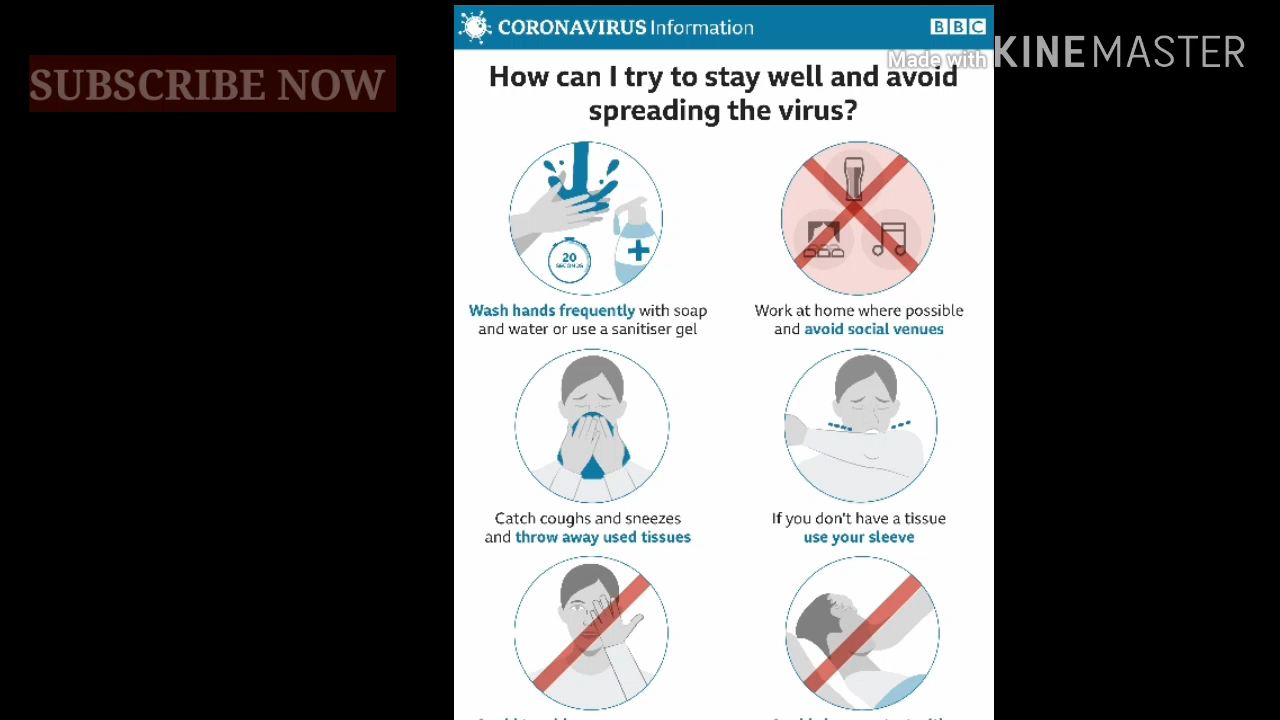 CORONAVIRUS Information
BBC
Made with KINEMASTER
SUBSCRIBE NOW
How can I try to stay well and avoid
spreading the virus?
20
SECONDS
Wash hands frequently with soap
and water or use a sanitiser gel
Work at home where possible
and avoid social venues
Catch coughs and sneezes
and throw away used tissues
If you don't have a tissue
use your sleeve